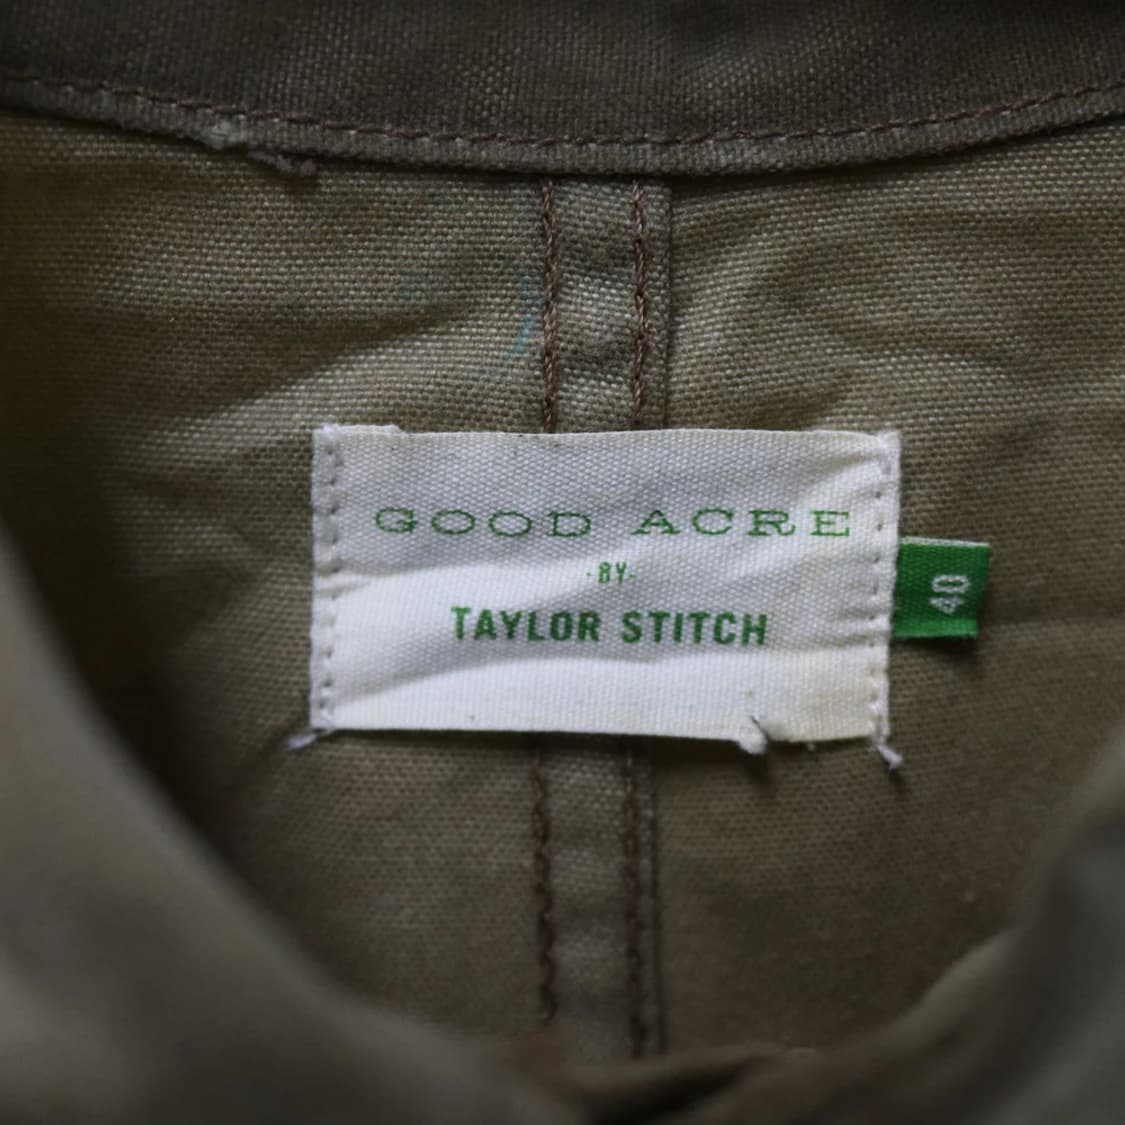 GOOD ACRE
·BY·
TAYLOR STITCH
40